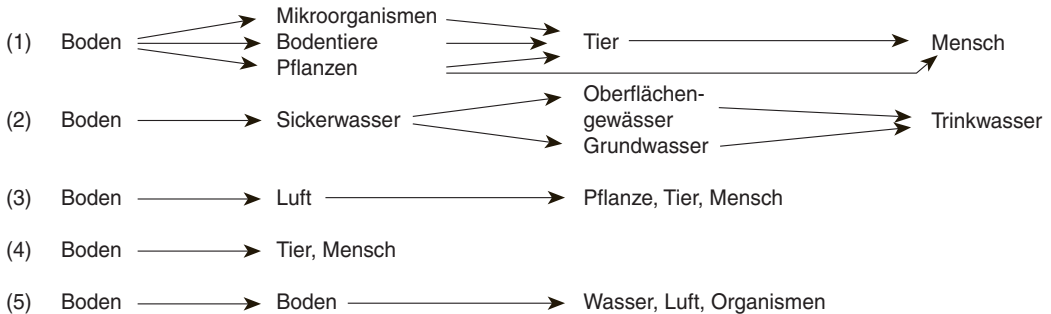 Mikroorganismen
(1) Boden Bodentiere Tier Mensch
Pflanzen
Oberflächen-
(2) Boden Sickerwasser gewässer Trinkwasser
Grundwasser
(3) Boden Luft Pflanze, Tier, Mensch
(4) Boden Tier, Mensch
(5) Boden Boden Wasser, Luft, Organismen